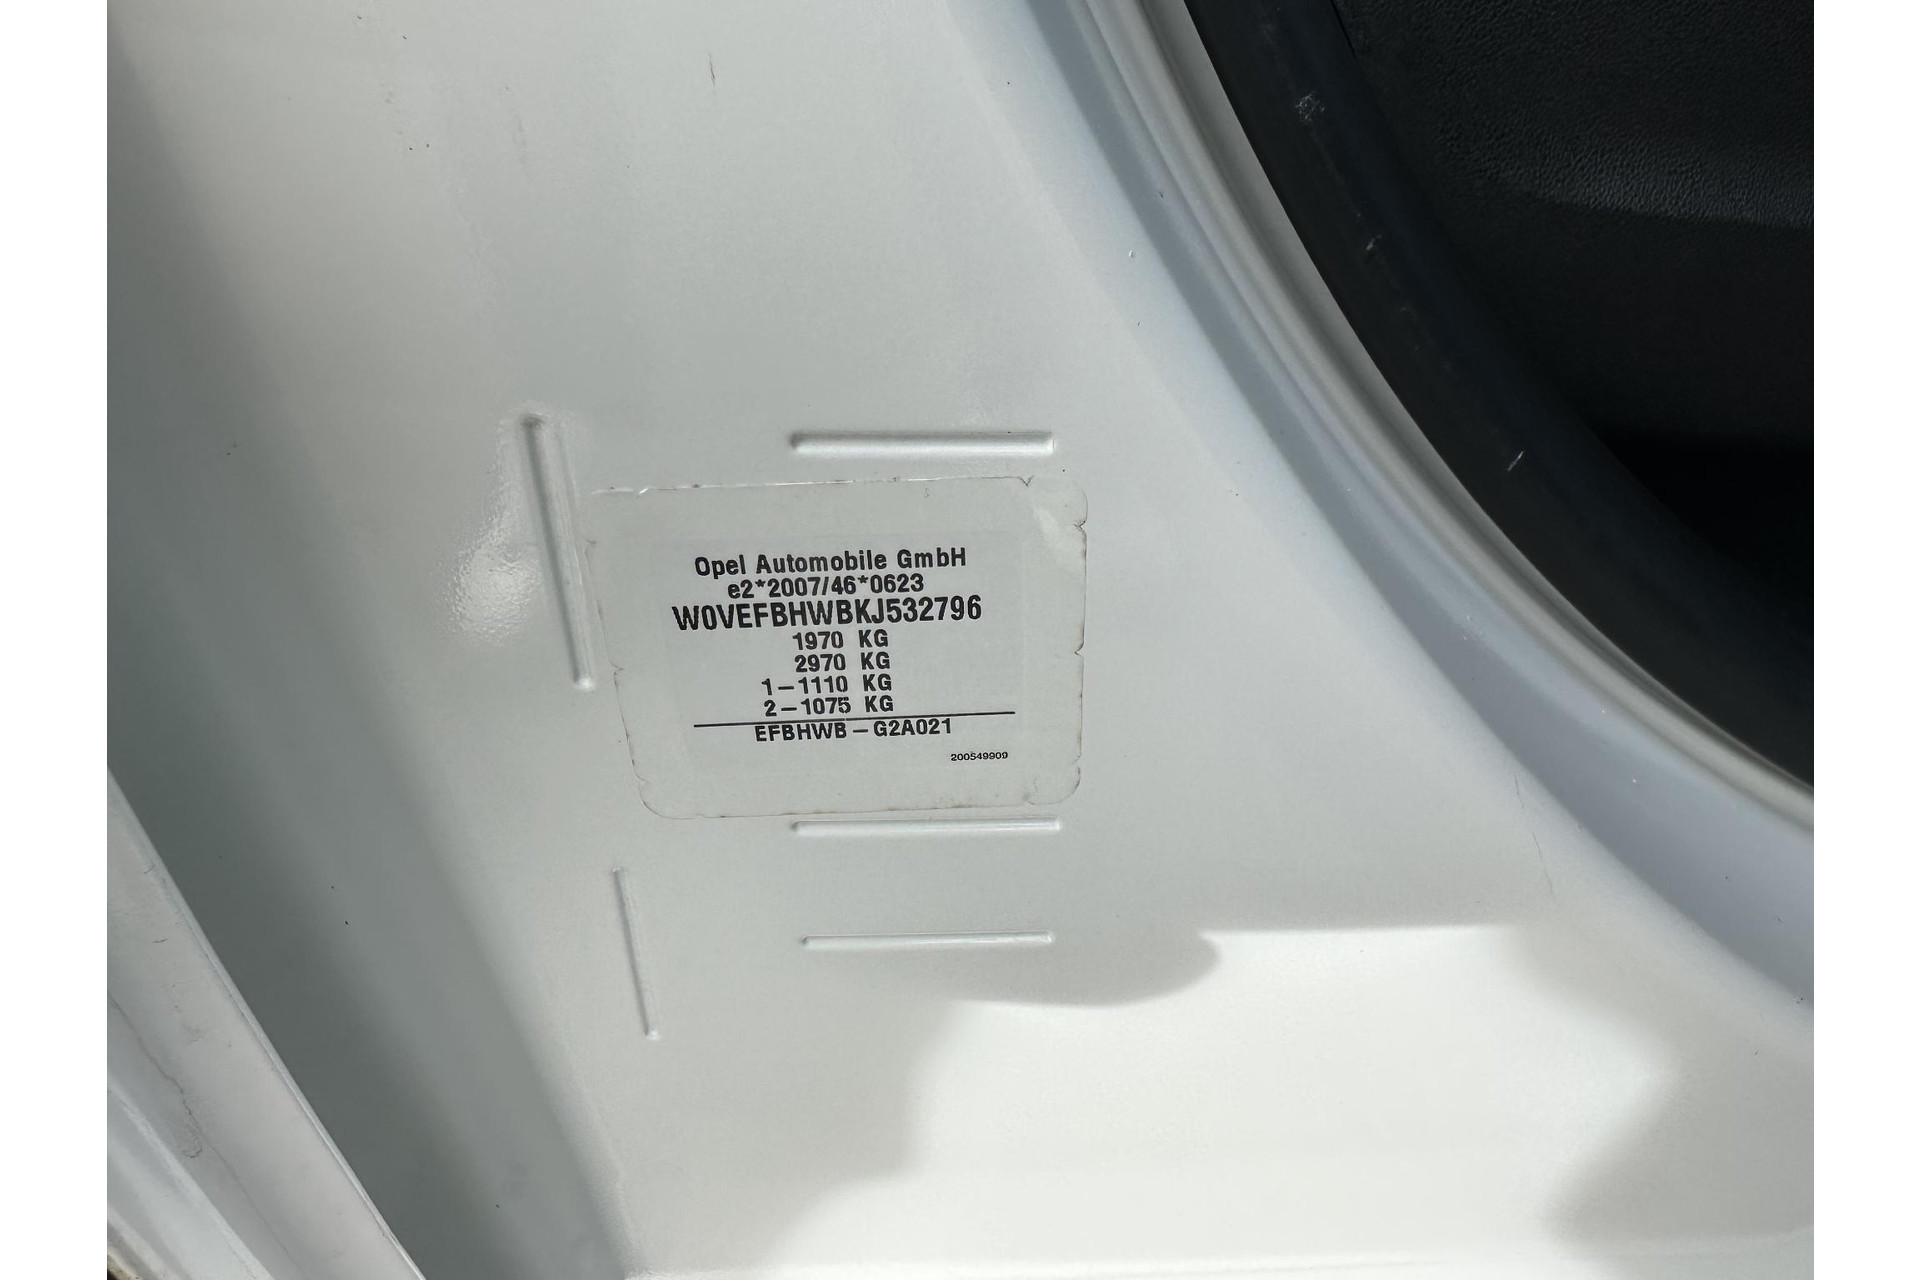 Opel Automobile GmbH
e2*2007/46*0623
W0VEFBHWBKJ532796
1970 KG
2970 KG
1-1110 KG
2-1075 KG
EFBHWB-G2A021
200549909